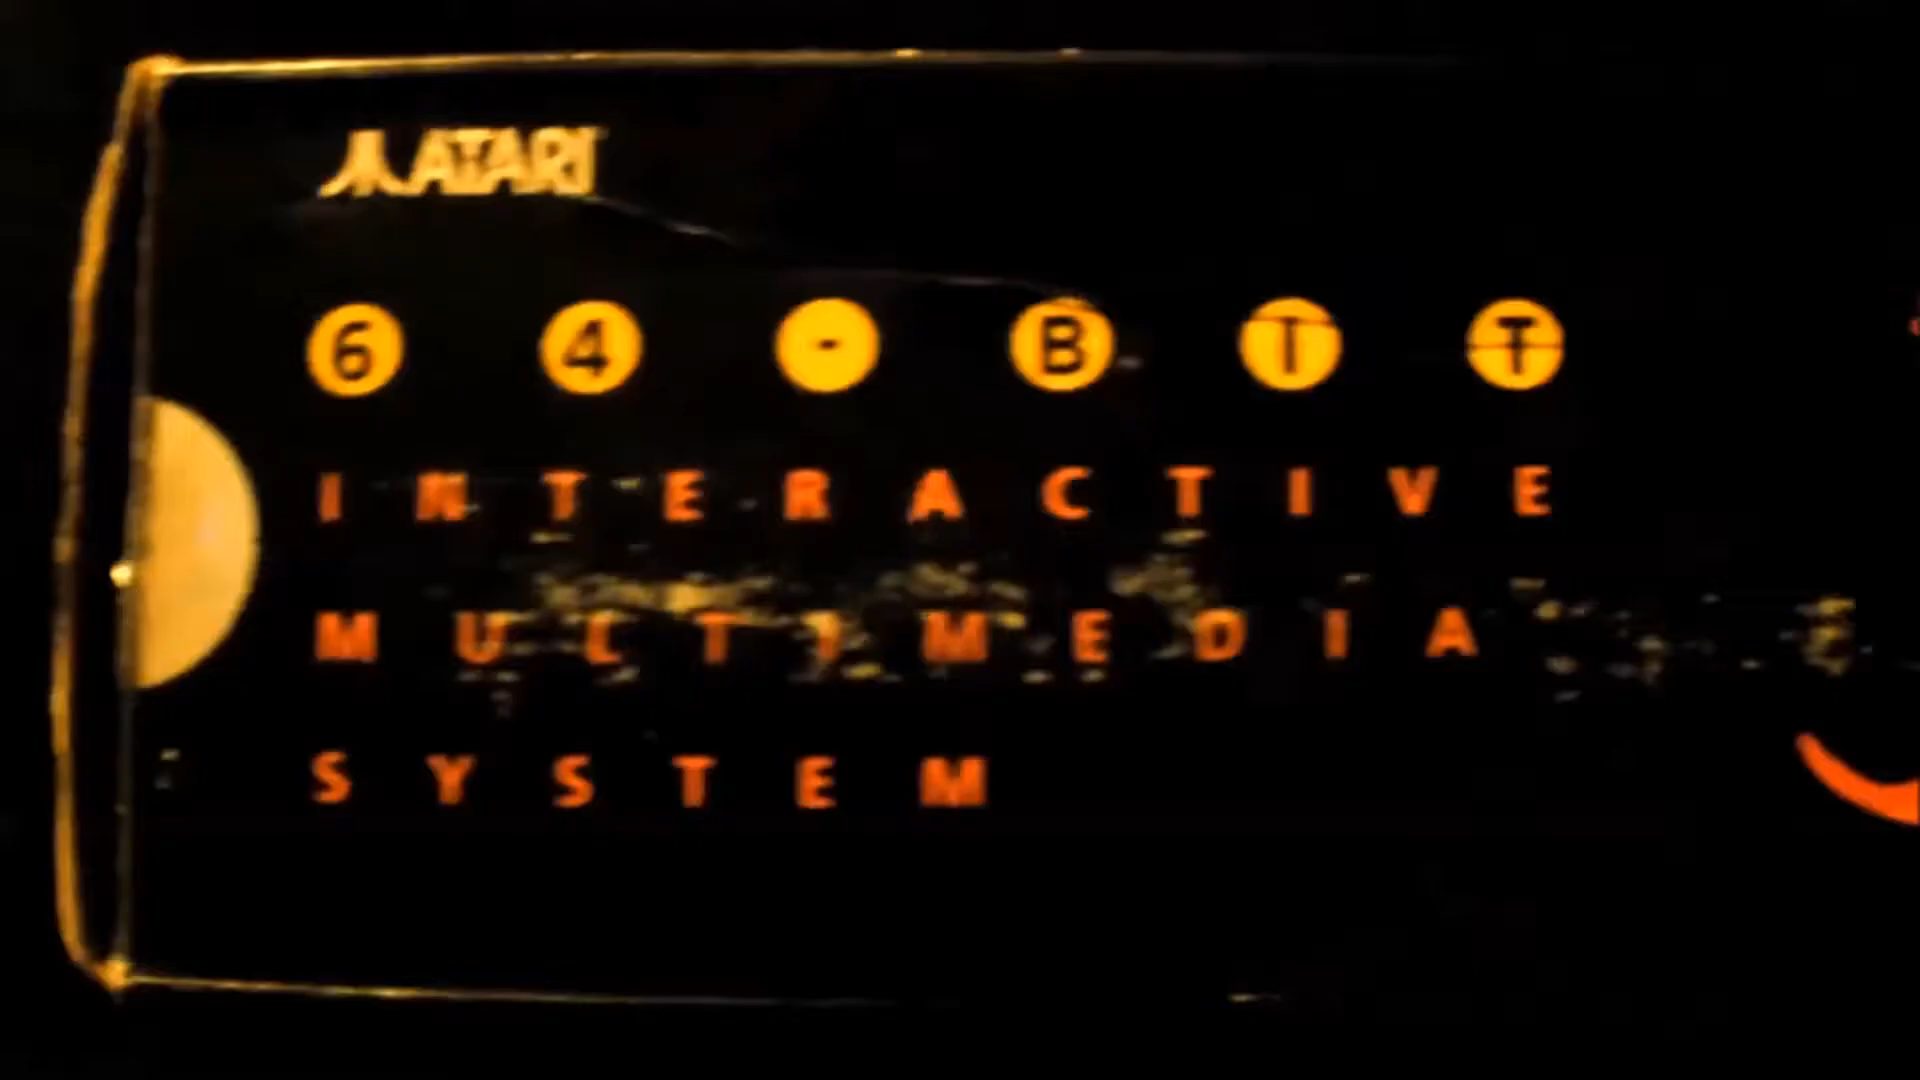 ATARI
64-BIT
INTERACTIVE
MULTIMEDIA
SYSTEM